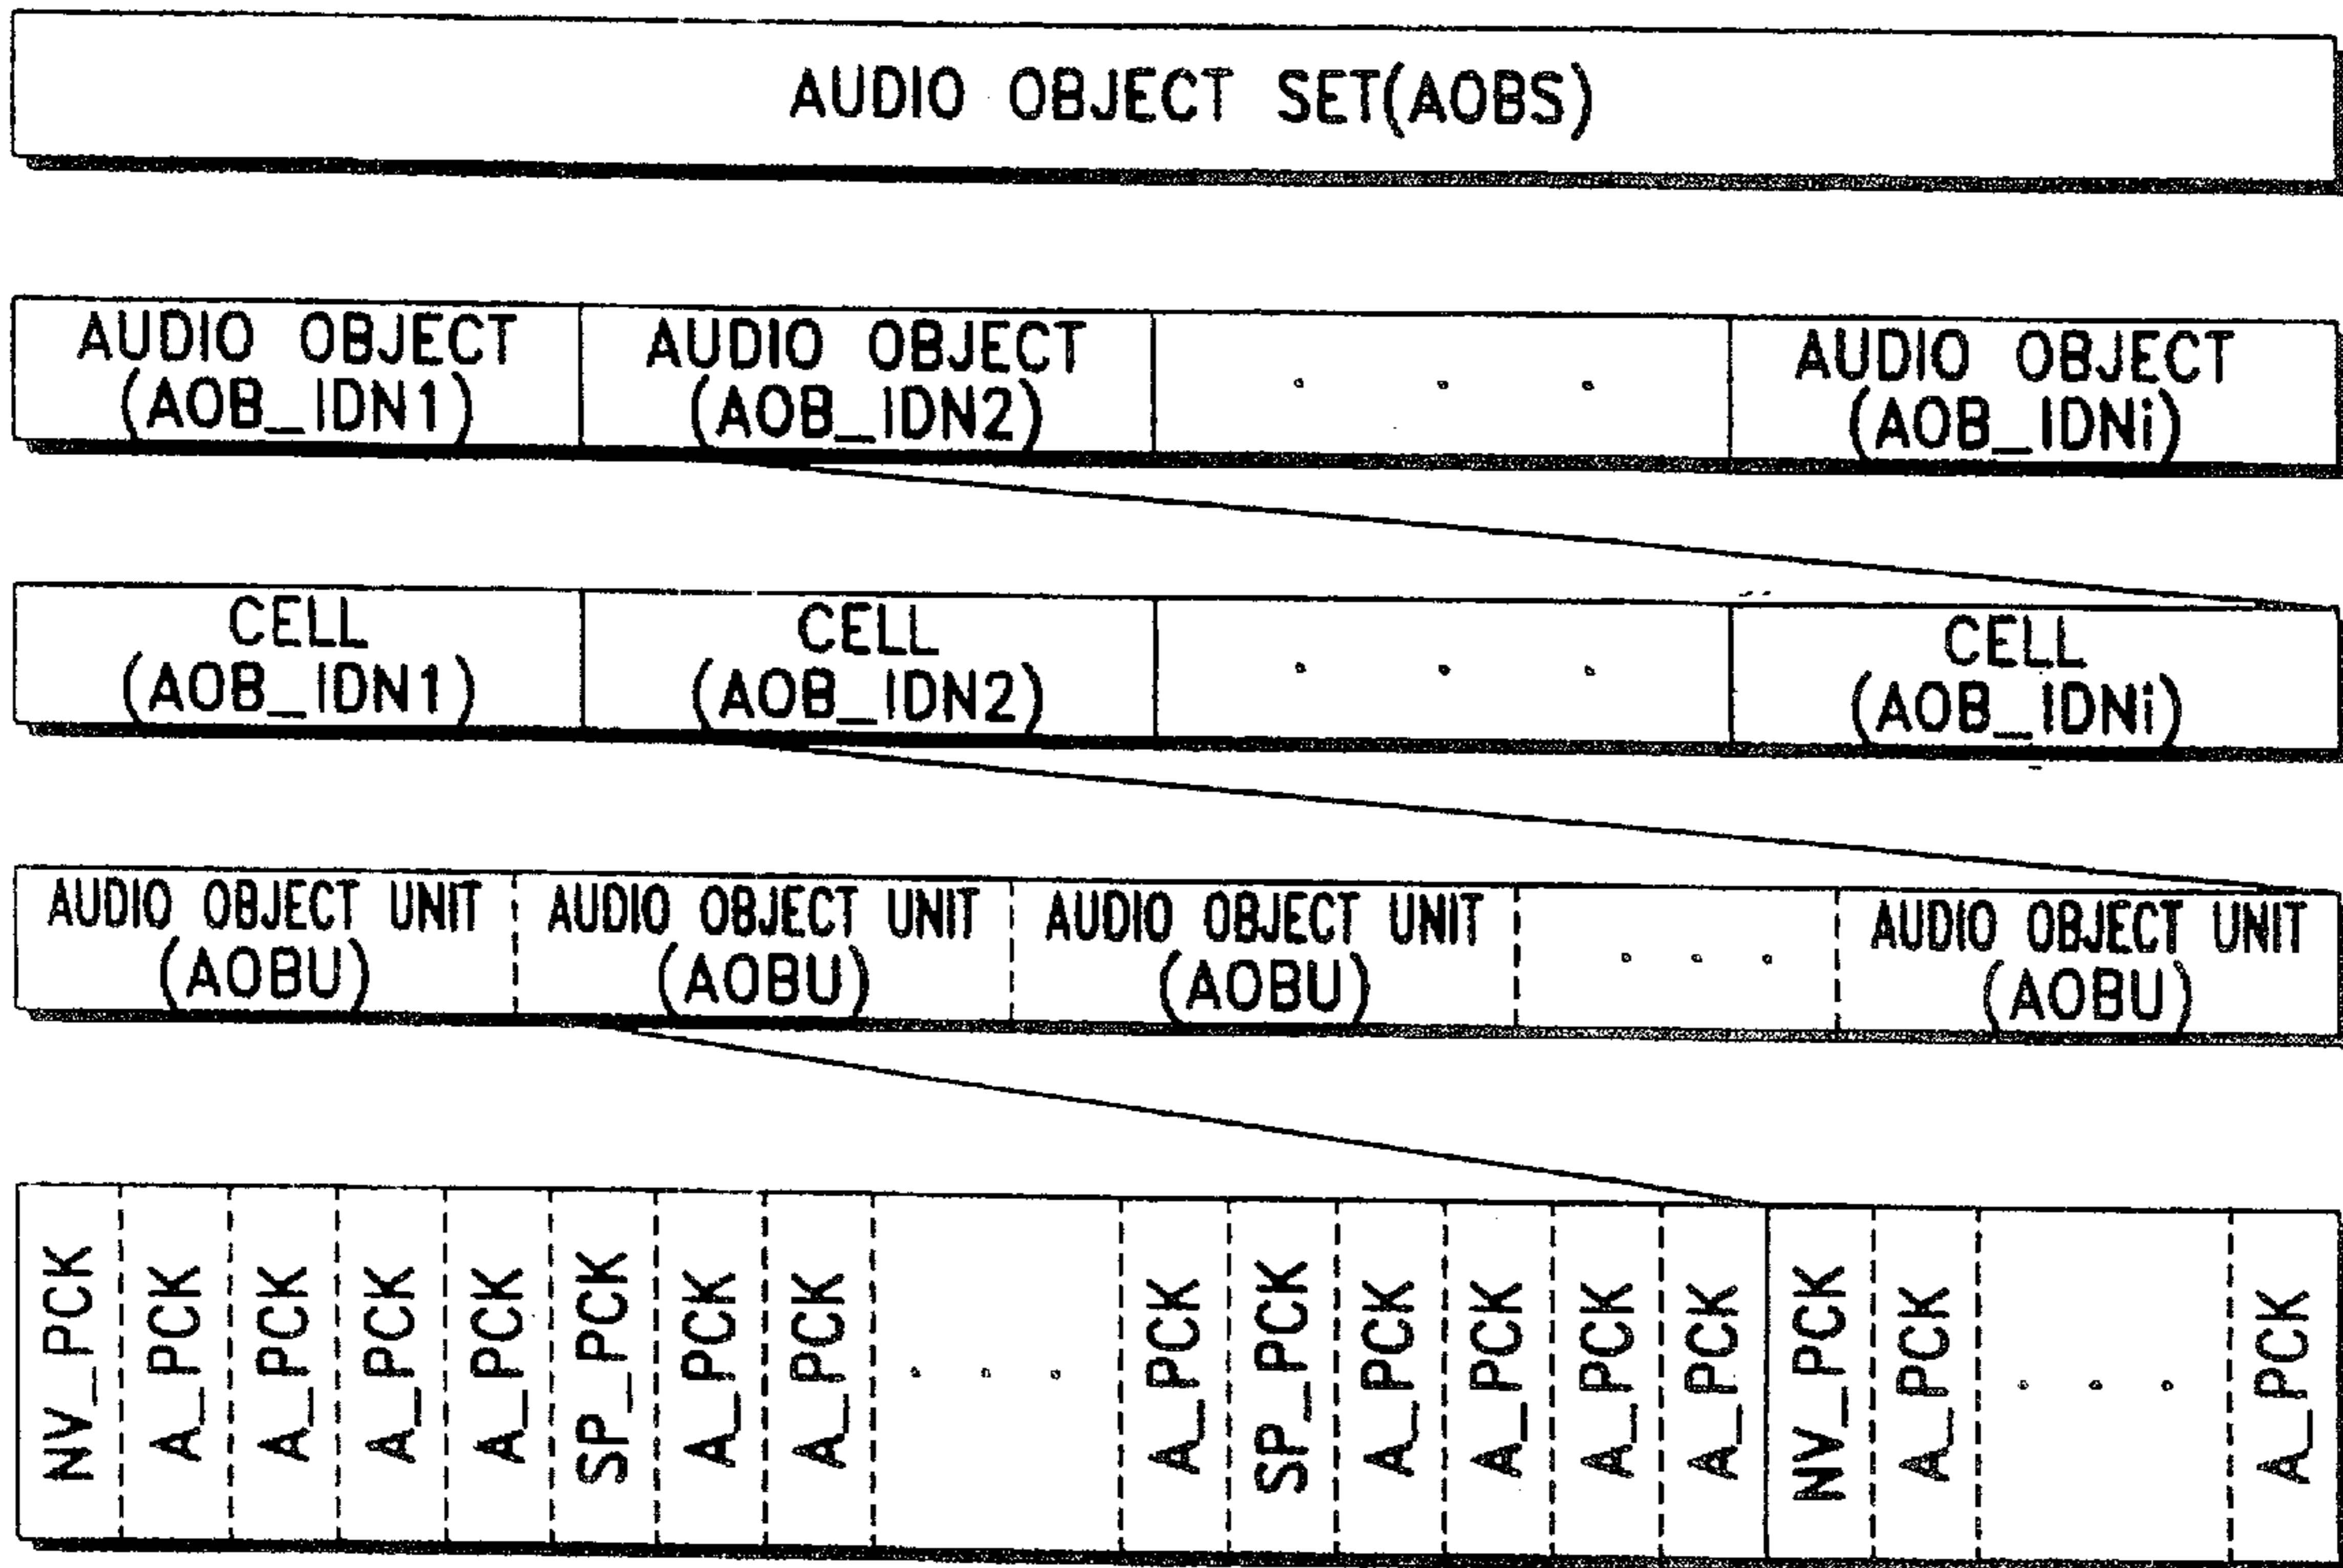 AUDIO OBJECT SET(AOBS)
AUDIO OBJECT
(AOB_IDN1)
AUDIO OBJECT
(AOB_IDN2)
. . .
AUDIO OBJECT
(AOB_IDNi)
CELL
(AOB_IDN1)
CELL
(AOB_IDN2)
. . .
CELL
(AOB_IDNi)
AUDIO OBJECT UNIT
(AOBU)
AUDIO OBJECT UNIT
(AOBU)
AUDIO OBJECT UNIT
(AOBU)
. . .
AUDIO OBJECT UNIT
(AOBU)
NV_PCK
A_PCK
A_PCK
A_PCK
A_PCK
SP_PCK
A_PCK
A_PCK
. . .
A_PCK
SP_PCK
A_PCK
A_PCK
A_PCK
A_PCK
NV_PCK
A_PCK
. . .
A_PCK